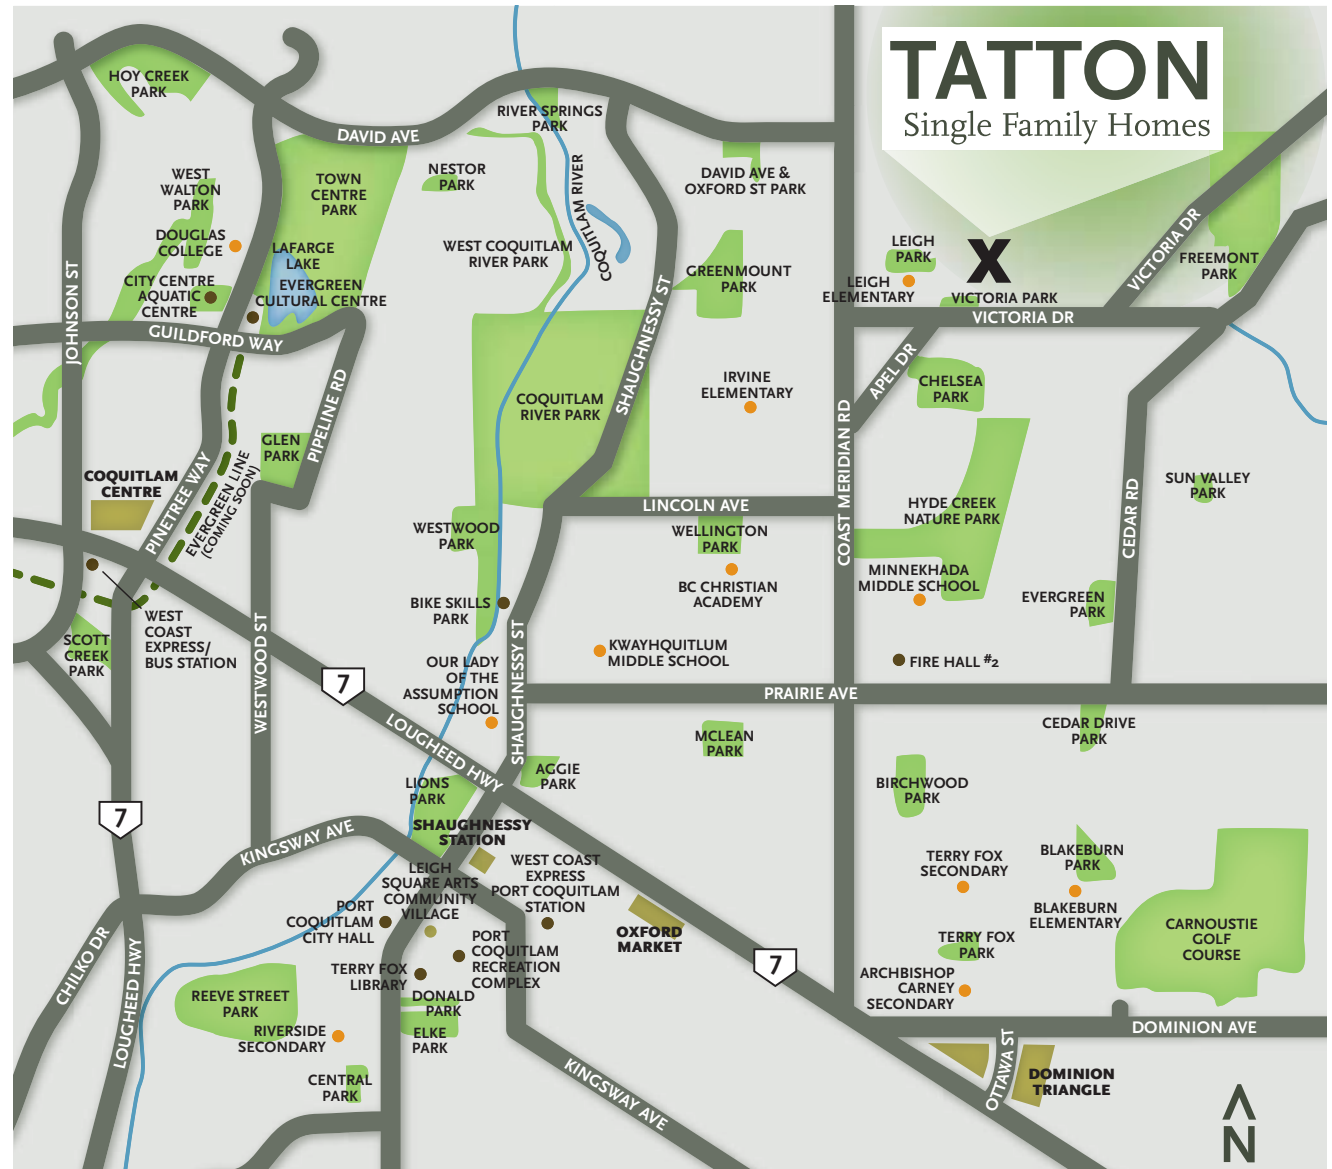 TATTON
Single Family Homes
HOY CREEK
PARK
DAVID AVE
RIVER SPRINGS
PARK
WEST
WALTON
PARK
TOWN
CENTRE
PARK
NESTOR
PARK
COQUITLAM RIVER
DAVID AVE &
OXFORD ST PARK
DOUGLAS
COLLEGE
LAFARGE
LAKE
WEST COQUITLAM
RIVER PARK
LEIGH
PARK
X
VICTORIA DR
FREEMONT
PARK
CITY CENTRE
AQUATIC
CENTRE
EVERGREEN
CULTURAL CENTRE
GREENMOUNT
PARK
LEIGH
ELEMENTARY
VICTORIA PARK
VICTORIA DR
JOHNSON ST
GUILDFORD WAY
SHAUGHNESSY ST
APEL DR
IRVINE
ELEMENTARY
CHELSEA
PARK
PIPELINE RD
COQUITLAM
RIVER PARK
COAST MERIDIAN RD
GLEN
PARK
COQUITLAM
CENTRE
PINETREE WAY
EVERGREEN LINE
(COMING SOON)
SUN VALLEY
PARK
LINCOLN AVE
HYDE CREEK
NATURE PARK
CEDAR RD
WESTWOOD
PARK
WELLINGTON
PARK
MINNEKHADA
MIDDLE SCHOOL
BC CHRISTIAN
ACADEMY
EVERGREEN
PARK
BIKE SKILLS
PARK
WEST
COAST
EXPRESS/
BUS STATION
SCOTT
CREEK
PARK
WESTWOOD ST
KWAYHQUITLUM
MIDDLE SCHOOL
FIRE HALL #2
OUR LADY
OF THE
ASSUMPTION
SCHOOL
SHAUGHNESSY ST
7
PRAIRIE AVE
LOUGHEED HWY
MCLEAN
PARK
CEDAR DRIVE
PARK
AGGIE
PARK
LIONS
PARK
BIRCHWOOD
PARK
7
KINGSWAY AVE
SHAUGHNESSY
STATION
LEIGH
SQUARE ARTS
COMMUNITY
VILLAGE
WEST COAST
EXPRESS
PORT COQUITLAM
STATION
TERRY FOX
SECONDARY
BLAKEBURN
PARK
BLAKEBURN
ELEMENTARY
PORT
COQUITLAM
CITY HALL
OXFORD
MARKET
CARNOUSTIE
GOLF
COURSE
CHILKO DR
LOUGHEED HWY
TERRY FOX
LIBRARY
PORT
COQUITLAM
RECREATION
COMPLEX
7
TERRY FOX
PARK
ARCHBISHOP
CARNEY
SECONDARY
REEVE STREET
PARK
DONALD
PARK
RIVERSIDE
SECONDARY
ELKE
PARK
DOMINION AVE
OTTAWA ST
CENTRAL
PARK
KINGSWAY AVE
DOMINION
TRIANGLE
N